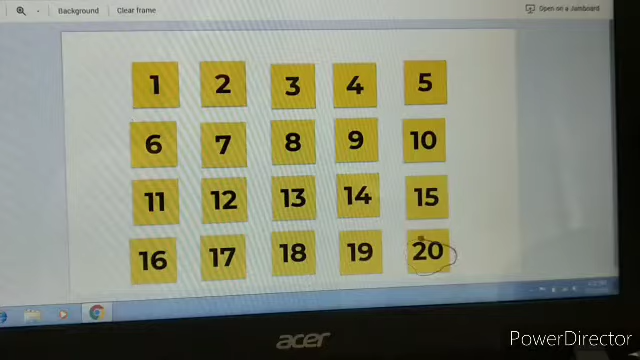 Background Clear frame Open on a Jamboard
1 2 3 4 5
6 7 8 9 10
11 12 13 14 15
16 17 18 19 20
acer
PowerDirector